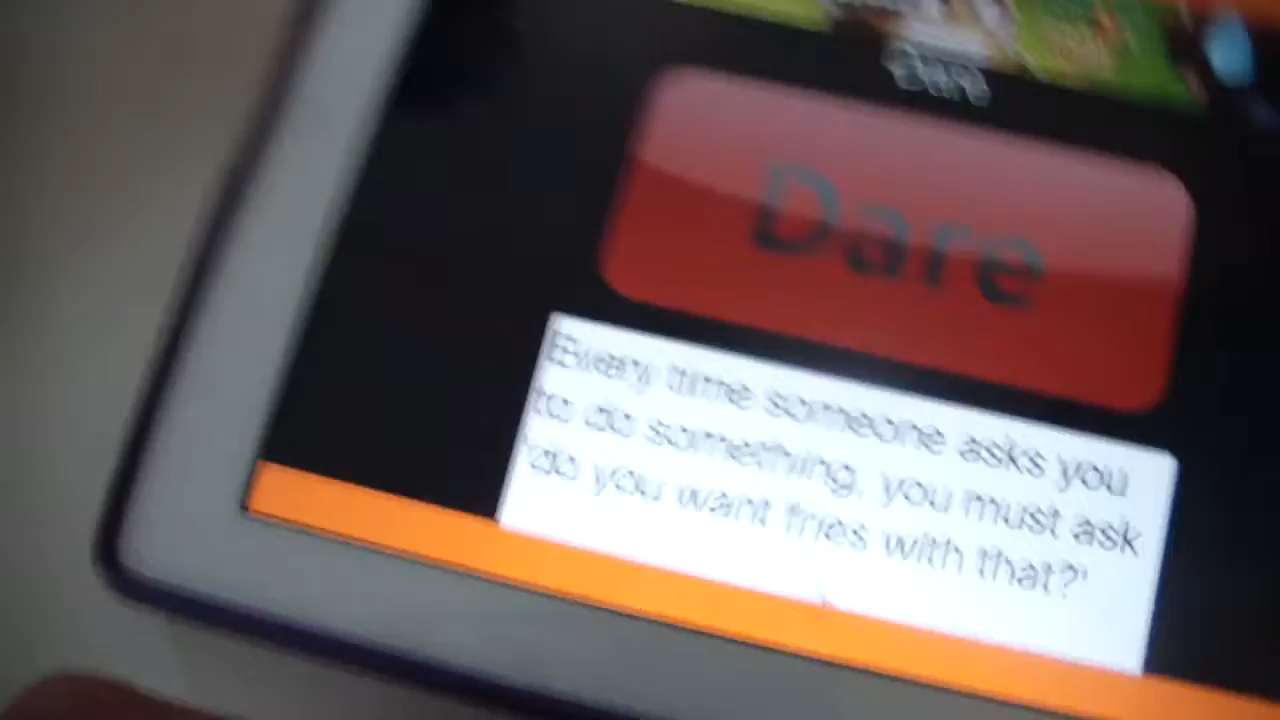 Dare
Every time someone asks you
to do something, you must ask
'do you want fries with that?'